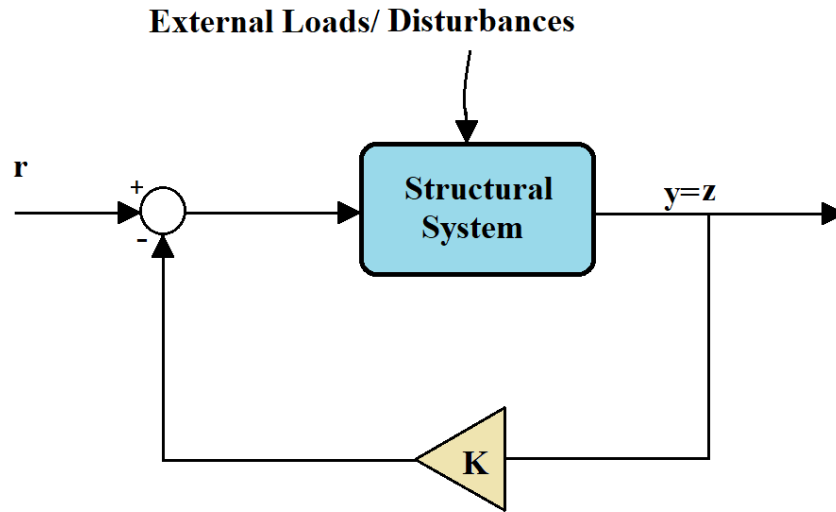 External Loads/ Disturbances
r
+
-
Structural
System
y=z
K